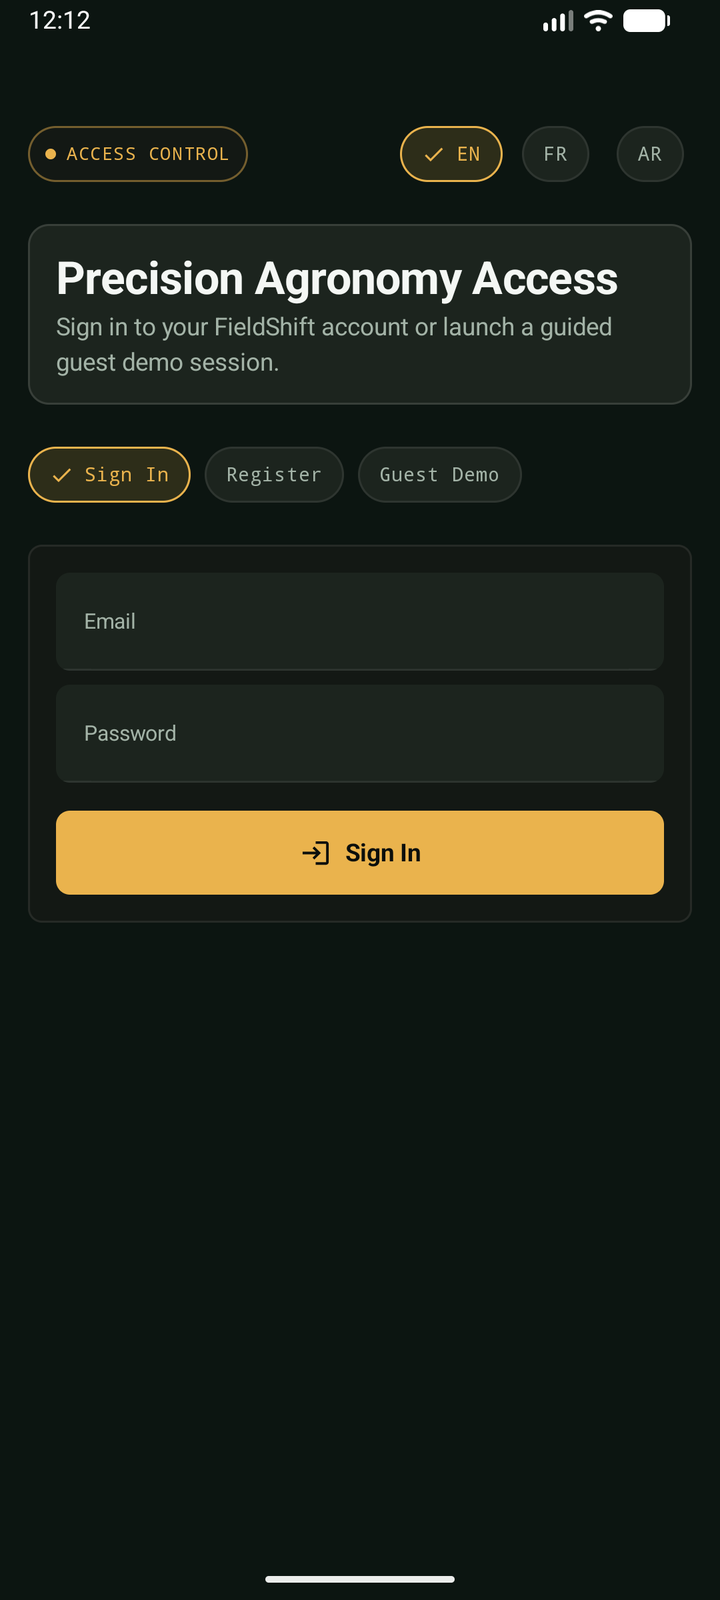 12:12
ACCESS CONTROL
EN
FR
AR
Precision Agronomy Access
Sign in to your FieldShift account or launch a guided
guest demo session.
Sign In
Register
Guest Demo
Email
Password
Sign In